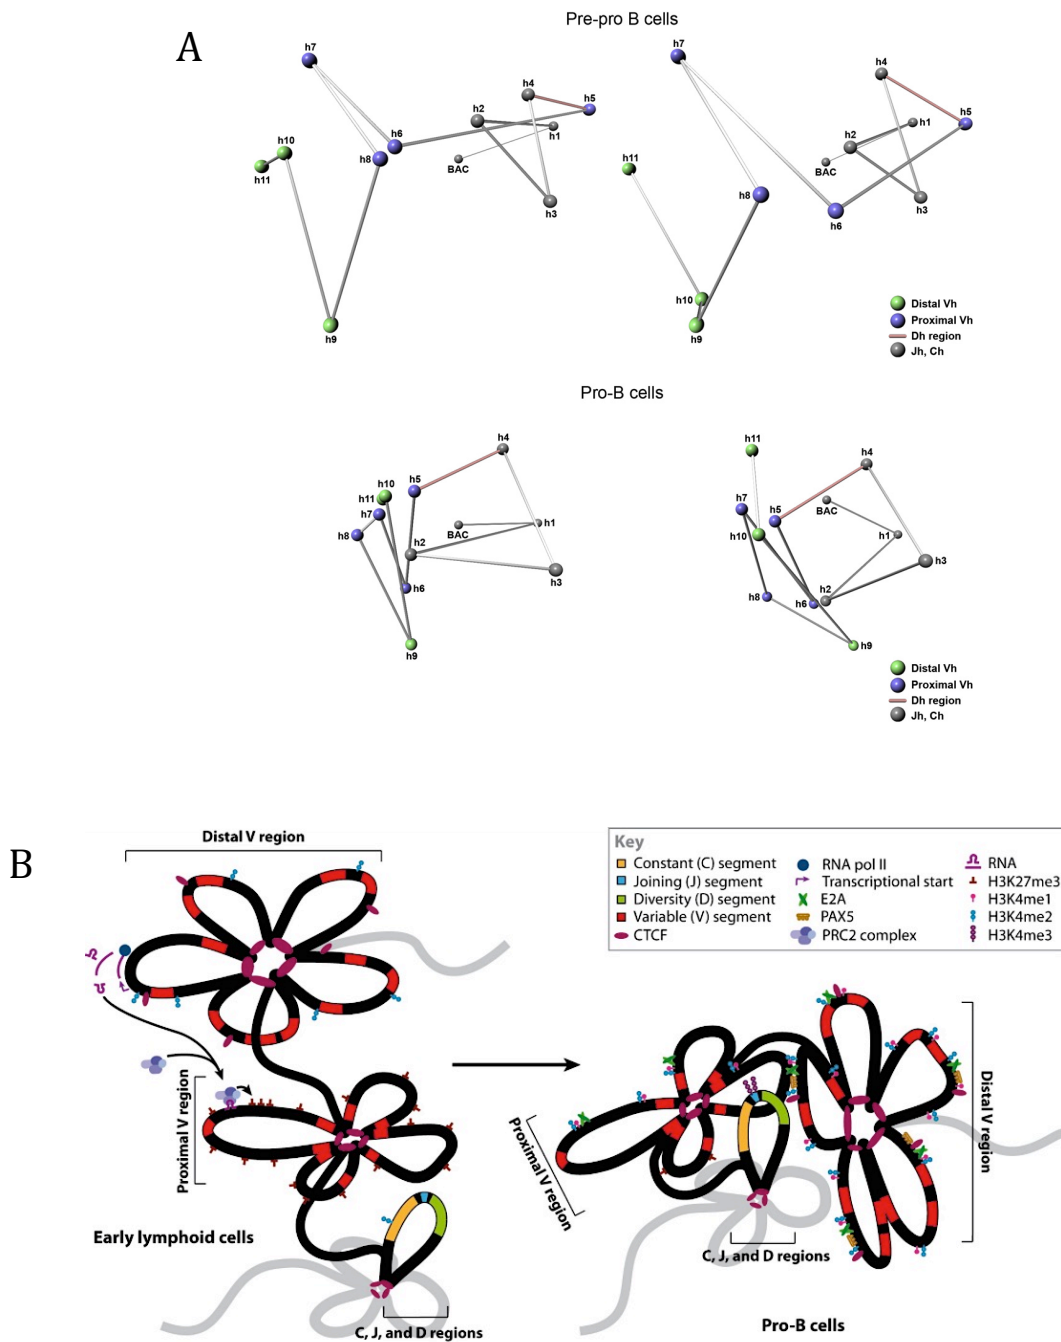 A
Pre-pro B cells
h7
h10
h11
h6
h8
h9
h4
h2
h5
h1
BAC
h3
h7
h4
h11
h1
h5
h2
BAC
h8
h3
h6
h10
h9
Distal Vh
Proximal Vh
Dh region
Jh, Ch
Pro-B cells
h4
h5
h10
h11
h7
h8
h2
BAC
h1
h3
h6
h9
h11
h4
h7
h5
BAC
h10
h1
h3
h8
h6
h2
h9
Distal Vh
Proximal Vh
Dh region
Jh, Ch
B
Distal V region
Key
Constant (C) segment
Joining (J) segment
Diversity (D) segment
Variable (V) segment
CTCF
RNA pol II
Transcriptional start
E2A
PAX5
PRC2 complex
RNA
H3K27me3
H3K4me1
H3K4me2
H3K4me3
Proximal V region
Early lymphoid cells
C, J, and D regions
Proximal V region
Distal V region
C, J, and D regions
Pro-B cells